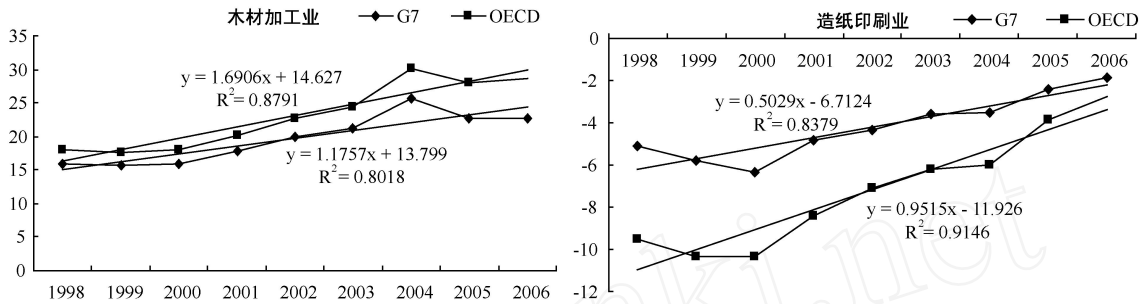 木材加工业
G7
OECD
35
30
25
20
15
10
5
0
y = 1.6906x + 14.627
R² = 0.8791
y = 1.1757x + 13.799
R² = 0.8018
1998 1999 2000 2001 2002 2003 2004 2005 2006
造纸印刷业
G7
OECD
0
-2
-4
-6
-8
-10
-12
1998 1999 2000 2001 2002 2003 2004 2005 2006
y = 0.5029x - 6.7124
R² = 0.8379
y = 0.9515x - 11.926
R² = 0.9146